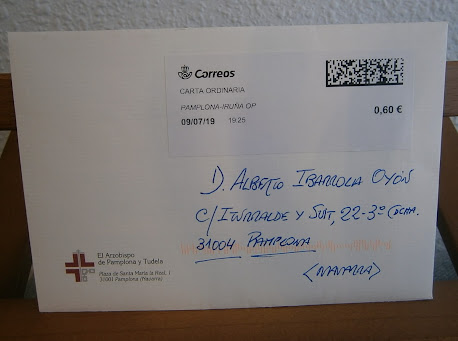 Correos
CARTA ORDINARIA
PAMPLONA-IRUÑA OP
0,60 €
09/07/19 19:25
D. ALBERTO IBARROLA OYÓN
C/ ITURRALDE Y SUIT, 22-3º DCHA.
31004 PAMPLONA
(NAVARRA)
El Arzobispo
de Pamplona y Tudela
Plaza de Santa María la Real, 1
31001 Pamplona (Navarra)